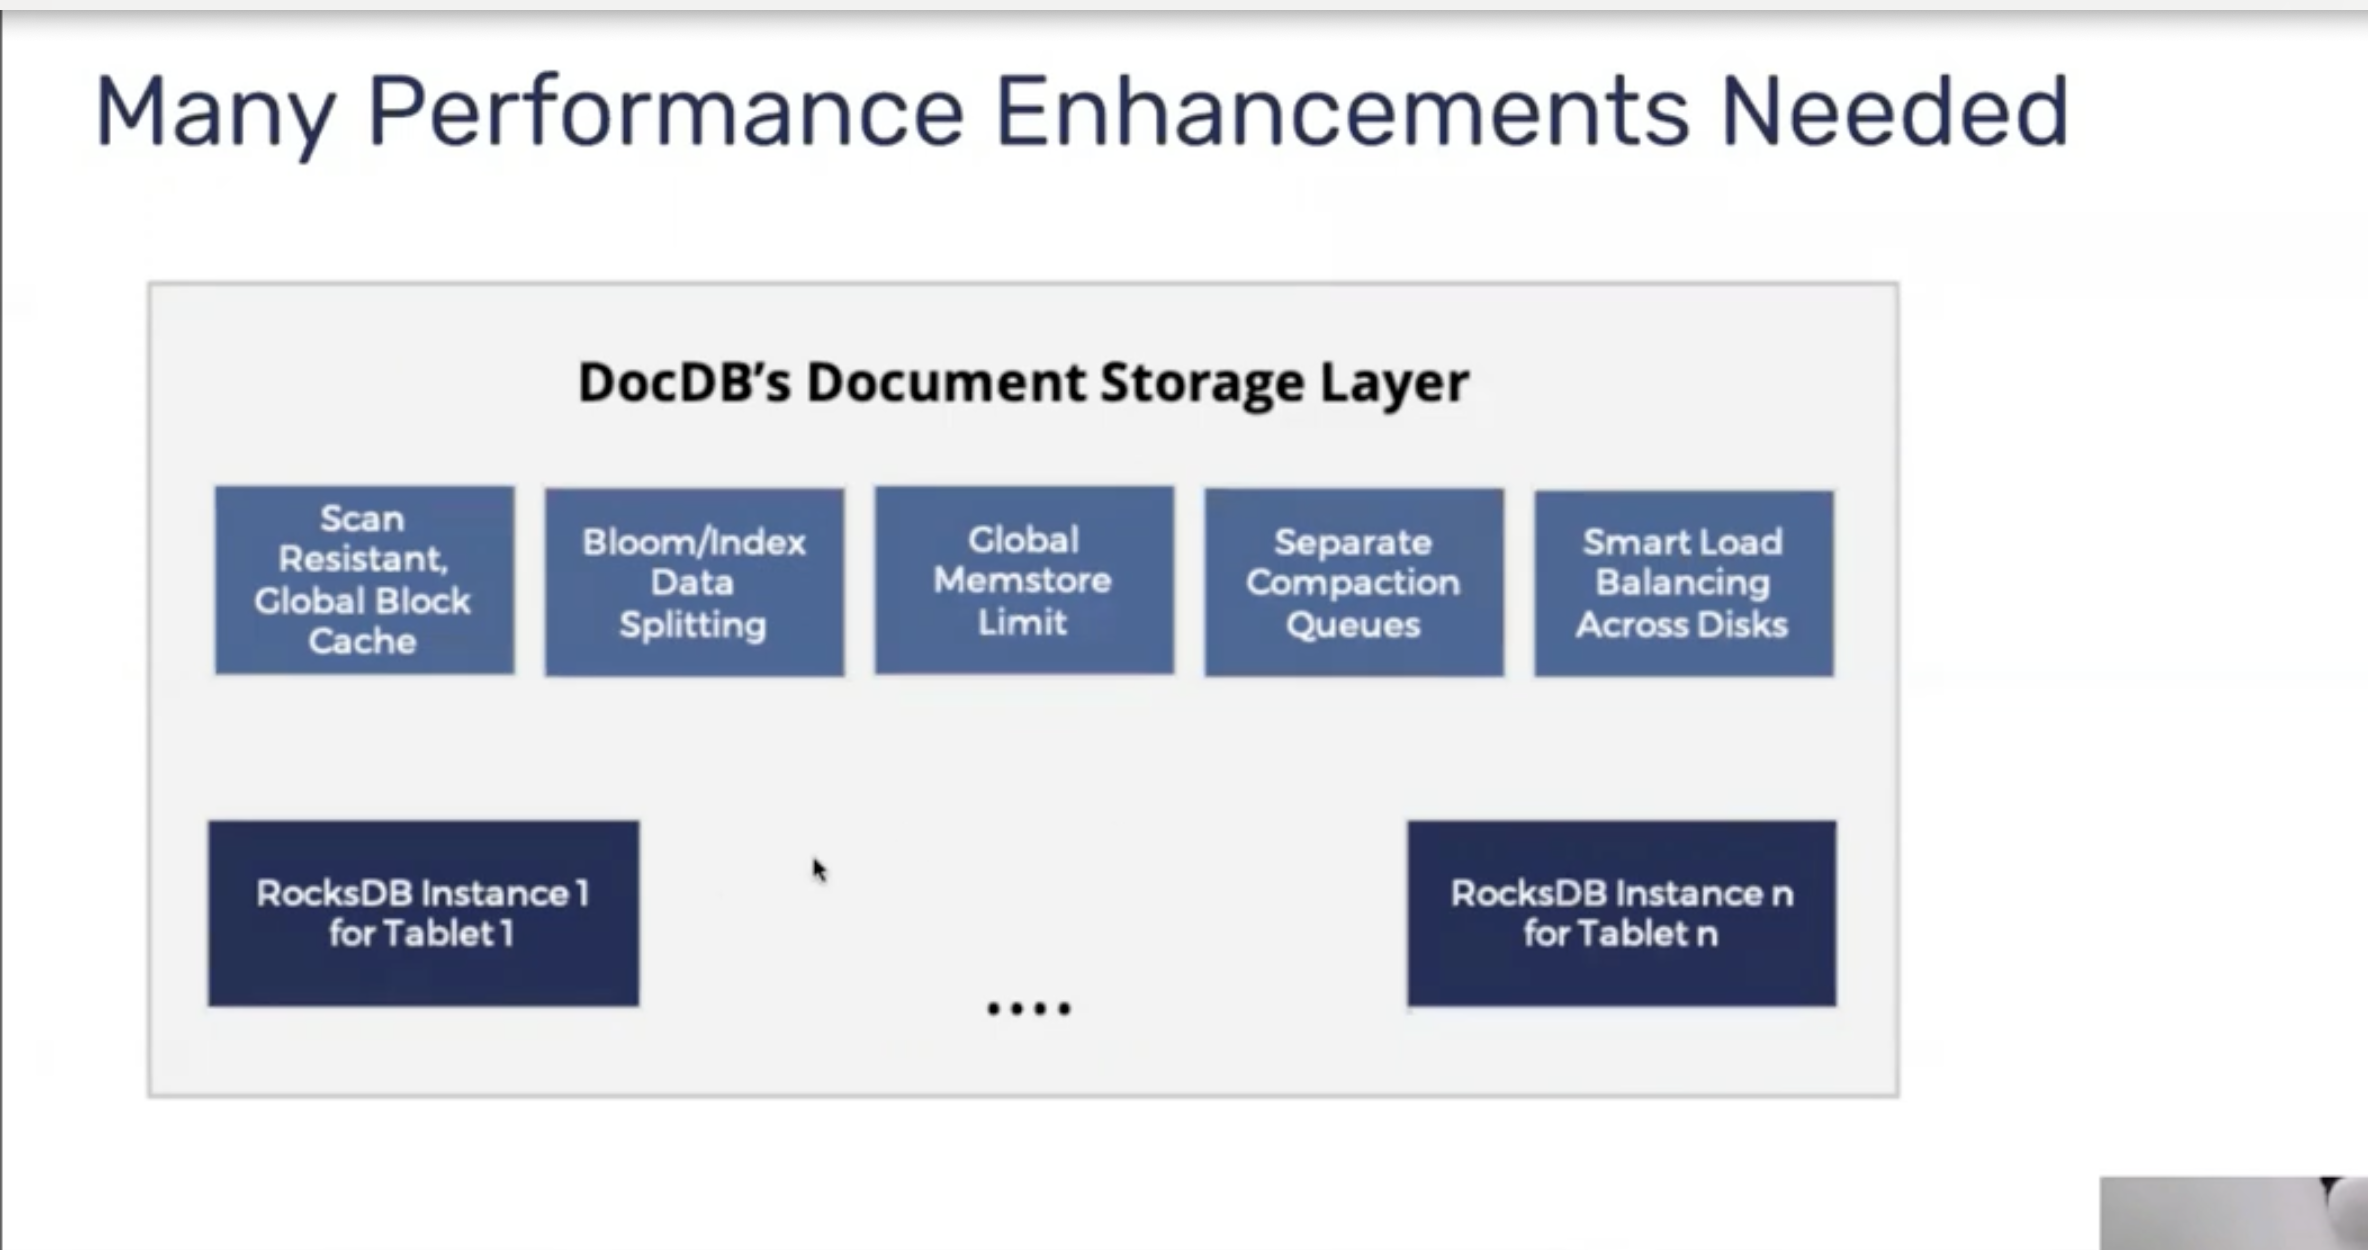 Many Performance Enhancements Needed
DocDB’s Document Storage Layer
Scan
Resistant,
Global Block
Cache
Bloom/Index
Data
Splitting
Global
Memstore
Limit
Separate
Compaction
Queues
Smart Load
Balancing
Across Disks
RocksDB Instance 1
for Tablet 1
....
RocksDB Instance n
for Tablet n